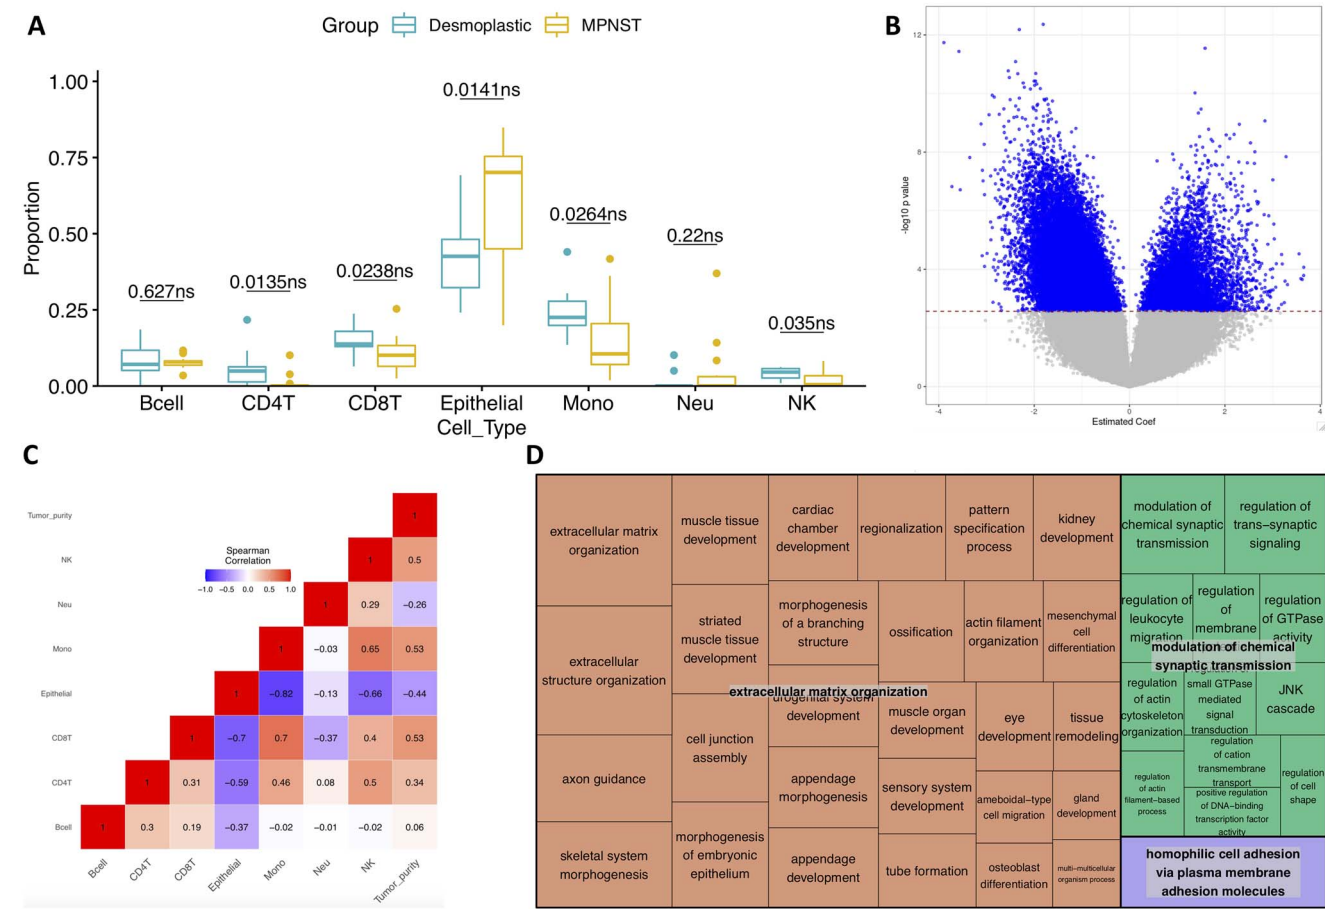 A
Group Desmoplastic MPNST
1.00
0.75
0.50
0.25
0.00
Proportion
0.627ns
0.0135ns
0.0238ns
0.0141ns
0.0264ns
0.22ns
0.035ns
Bcell CD4T CD8T Epithelial Mono Neu NK
Cell_Type
B
12
8
4
0
-log10 p value
-4 -2 0 2 4
Estimated Coef
C
Spearman
Correlation
-1.0 -0.5 0.0 0.5 1.0
Tumor_purity 1
NK 1 0.5
Neu 1 0.29 −0.26
Mono 1 −0.03 0.65 0.53
Epithelial 1 −0.82 −0.13 −0.66 −0.44
CD8T 1 −0.7 0.7 −0.37 0.4 0.53
CD4T 1 0.31 −0.59 0.46 0.08 0.5 0.34
Bcell 1 0.3 0.19 −0.37 −0.02 −0.01 −0.02 0.06
Bcell CD4T CD8T Epithelial Mono Neu NK Tumor_purity
D
extracellular matrix
organization
extracellular
structure organization
axon guidance
skeletal system
morphogenesis
muscle tissue
development
striated
muscle tissue
development
cell junction
assembly
morphogenesis
of embryonic
epithelium
cardiac
chamber
development
regionalization
pattern
specification
process
kidney
development
morphogenesis
of a branching
structure
ossification
actin filament
organization
mesenchymal
cell
differentiation
extracellular matrix organization
urogenital system
development
appendage
morphogenesis
appendage
development
muscle organ
development
sensory system
development
tube formation
eye
development
tissue
remodeling
ameboidal−type
cell migration
gland
development
osteoblast
differentiation
multi−multicellular
organism process
modulation of
chemical synaptic
transmission
regulation of
trans−synaptic
signaling
regulation of
leukocyte
migration
regulation
of
membrane
regulation
of GTPase
activity
modulation of chemical
synaptic transmission
regulation
of actin
cytoskeleton
organization
small GTPase
mediated
signal
transduction
JNK
cascade
regulation
of actin
filament−based
process
regulation
of cation
transmembrane
transport
positive regulation
of DNA−binding
transcription factor
activity
regulation
of cell
shape
homophilic cell adhesion
via plasma membrane
adhesion molecules